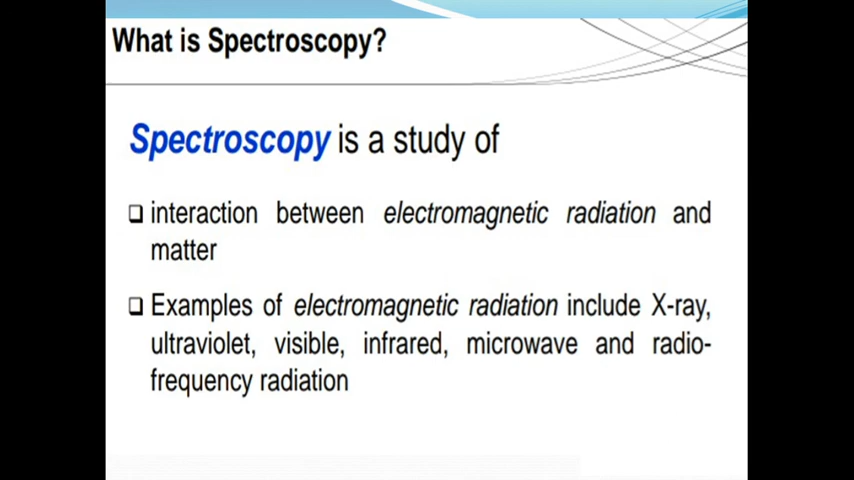 What is Spectroscopy?
Spectroscopy is a study of
❑ interaction between electromagnetic radiation and
matter
❑ Examples of electromagnetic radiation include X-ray,
ultraviolet, visible, infrared, microwave and radio-
frequency radiation